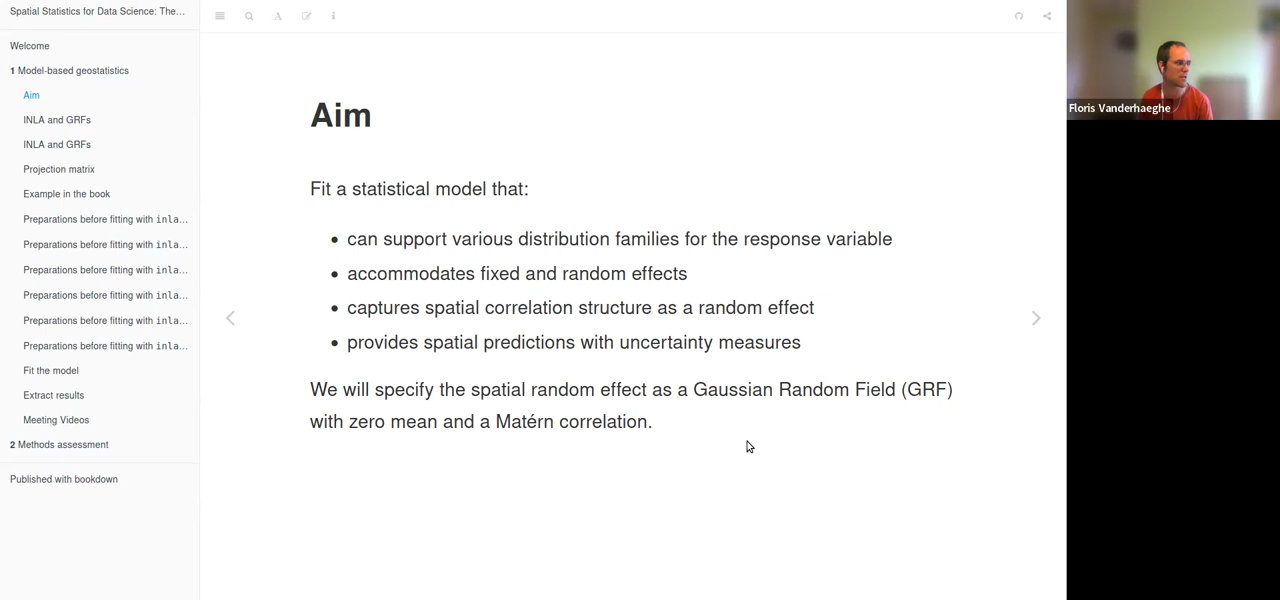 Spatial Statistics for Data Science: The...
Welcome
1 Model-based geostatistics
Aim
INLA and GRFs
INLA and GRFs
Projection matrix
Example in the book
Preparations before fitting with inla...
Preparations before fitting with inla...
Preparations before fitting with inla...
Preparations before fitting with inla...
Preparations before fitting with inla...
Preparations before fitting with inla...
Fit the model
Extract results
Meeting Videos
2 Methods assessment
Published with bookdown
A
i
Aim
Fit a statistical model that:
• can support various distribution families for the response variable
• accommodates fixed and random effects
• captures spatial correlation structure as a random effect
• provides spatial predictions with uncertainty measures
We will specify the spatial random effect as a Gaussian Random Field (GRF)
with zero mean and a Matérn correlation.
Floris Vanderhaeghe